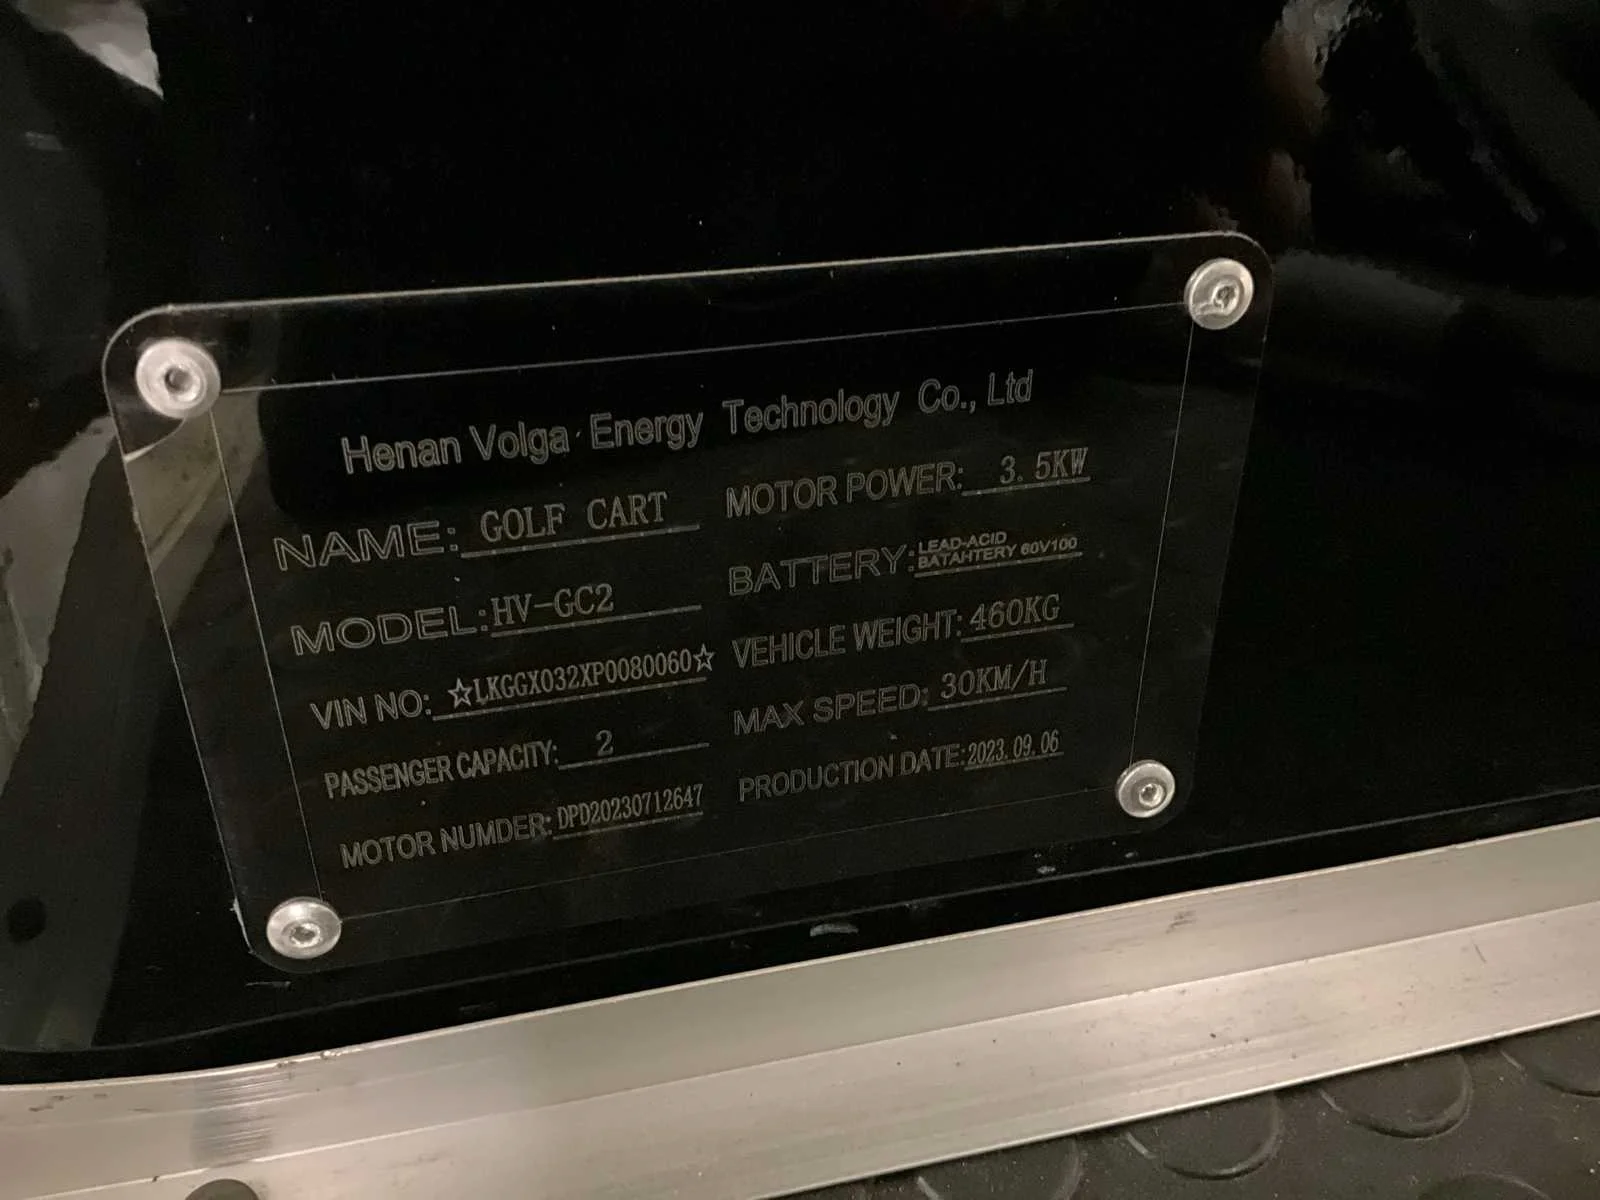 Henan Volga Energy Technology Co., Ltd
NAME: GOLF CART
MOTOR POWER: 3.5KW
MODEL: HV-GC2
BATTERY: LEAD-ACID
BATAHTERY 60V100
VIN NO: ☆LKGGX032XP0080060☆
VEHICLE WEIGHT: 460KG
PASSENGER CAPACITY: 2
MAX SPEED: 30KM/H
MOTOR NUMDER: DPD20230712647
PRODUCTION DATE: 2023.09.06